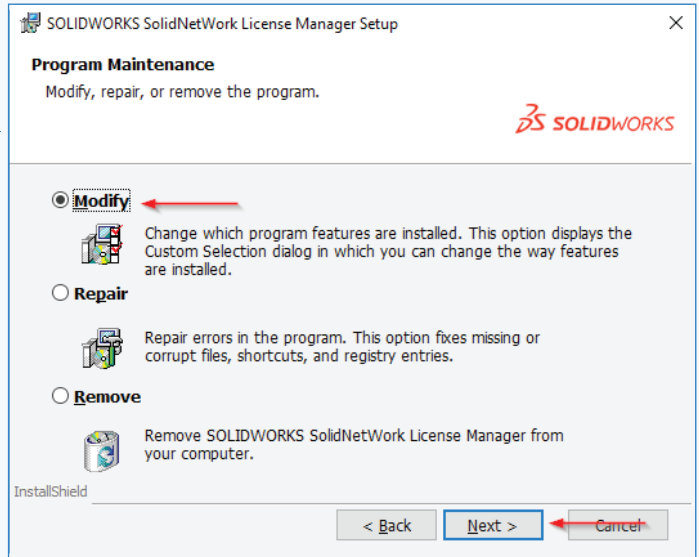 SOLIDWORKS SolidNetWork License Manager Setup
Program Maintenance
Modify, repair, or remove the program.
SOLIDWORKS
Modify
Change which program features are installed. This option displays the
Custom Selection dialog in which you can change the way features
are installed.
Repair
Repair errors in the program. This option fixes missing or
corrupt files, shortcuts, and registry entries.
Remove
Remove SOLIDWORKS SolidNetWork License Manager from
your computer.
InstallShield
< Back Next > Cancel